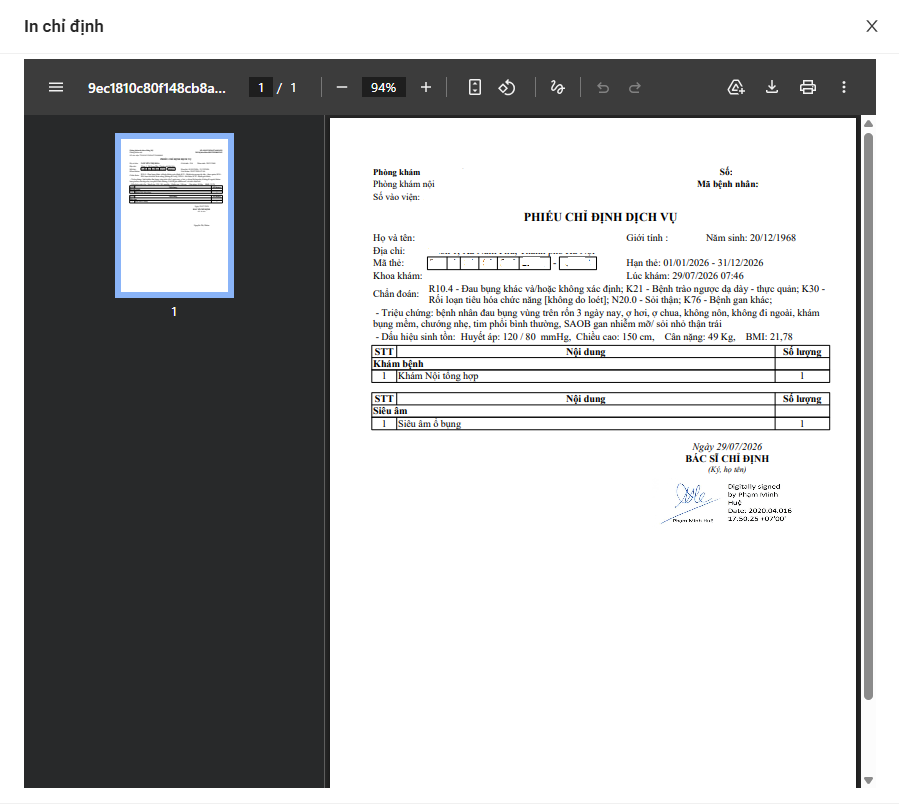 In chỉ định
9ec1810c80f148cb8a...
1 / 1
94%
1
Phòng khám
Số:
Phòng khám nội
Mã bệnh nhân:
Số vào viện:
PHIẾU CHỈ ĐỊNH DỊCH VỤ
Họ và tên:
Giới tính :
Năm sinh: 20/12/1968
Địa chỉ:
Mã thẻ:
Hạn thẻ: 01/01/2026 - 31/12/2026
Khoa khám:
Lúc khám: 29/07/2026 07:46
Chẩn đoán:
R10.4 - Đau bụng khác và/hoặc không xác định; K21 - Bệnh trào ngược dạ dày - thực quản; K30 -
Rối loạn tiêu hóa chức năng [không do loét]; N20.0 - Sỏi thận; K76 - Bệnh gan khác;
- Triệu chứng: bệnh nhân đau bụng vùng trên rốn 3 ngày nay, ợ hơi, ợ chua, không nôn, không đi ngoài, khám
bụng mềm, chướng nhẹ, tim phổi bình thường, SAOB gan nhiễm mỡ/ sỏi nhỏ thận trái
- Dấu hiệu sinh tồn: Huyết áp: 120 / 80 mmHg, Chiều cao: 150 cm, Cân nặng: 49 Kg, BMI: 21,78
STT Nội dung Số lượng
Khám bệnh
1 Khám Nội tổng hợp 1
STT Nội dung Số lượng
Siêu âm
1 Siêu âm ổ bụng 1
Ngày 29/07/2026
BÁC SĨ CHỈ ĐỊNH
(Ký, họ tên)
Digitally signed
by Phạm Minh
Huệ
Date: 2020.04.016
17:50:25 +07'00'
Phạm Minh Huệ